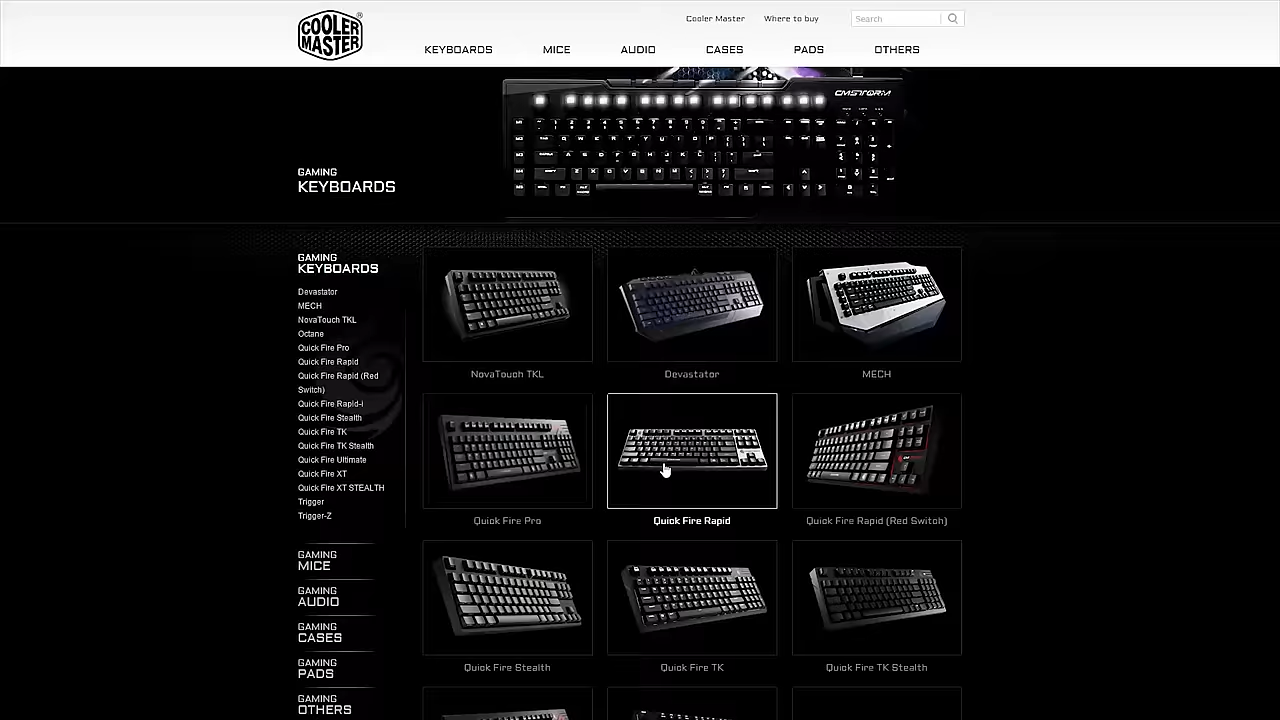 COOLER
MASTER
®
Cooler Master
Where to buy
Search
KEYBOARDS
MICE
AUDIO
CASES
PADS
OTHERS
CMSTORM
GAMING
KEYBOARDS
GAMING
KEYBOARDS
Devastator
MECH
NovaTouch TKL
Octane
Quick Fire Pro
Quick Fire Rapid
Quick Fire Rapid (Red
Switch)
Quick Fire Rapid-i
Quick Fire Stealth
Quick Fire TK
Quick Fire TK Stealth
Quick Fire Ultimate
Quick Fire XT
Quick Fire XT STEALTH
Trigger
Trigger-Z
GAMING
MICE
GAMING
AUDIO
GAMING
CASES
GAMING
PADS
GAMING
OTHERS
NovaTouch TKL
Devastator
MECH
Quick Fire Pro
Quick Fire Rapid
Quick Fire Rapid (Red Switch)
Quick Fire Stealth
Quick Fire TK
Quick Fire TK Stealth